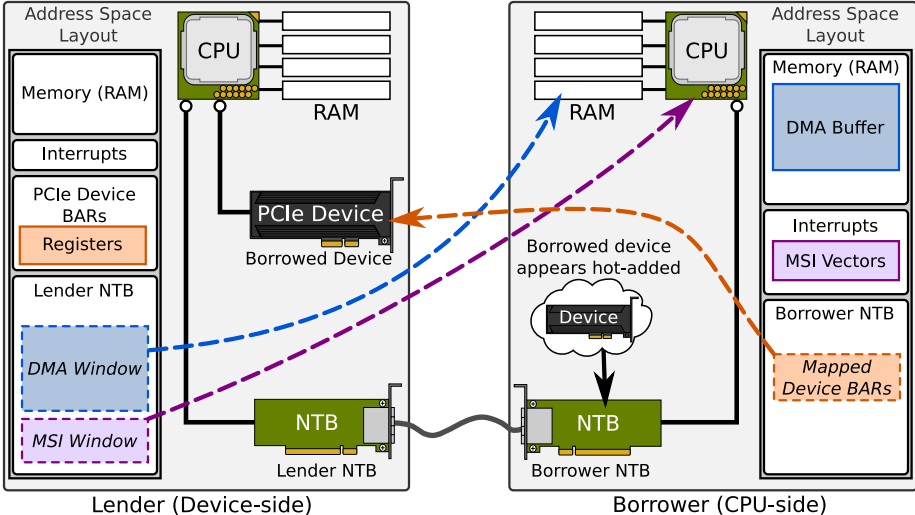 Address Space
Layout
Memory (RAM)
Interrupts
PCIe Device
BARs
Registers
Lender NTB
DMA Window
MSI Window
CPU
RAM
PCIe Device
Borrowed Device
NTB
Lender NTB
Lender (Device-side)
RAM
CPU
Borrowed device
appears hot-added
Device
NTB
Borrower NTB
Address Space
Layout
Memory (RAM)
DMA Buffer
Interrupts
MSI Vectors
Borrower NTB
Mapped
Device BARs
Borrower (CPU-side)